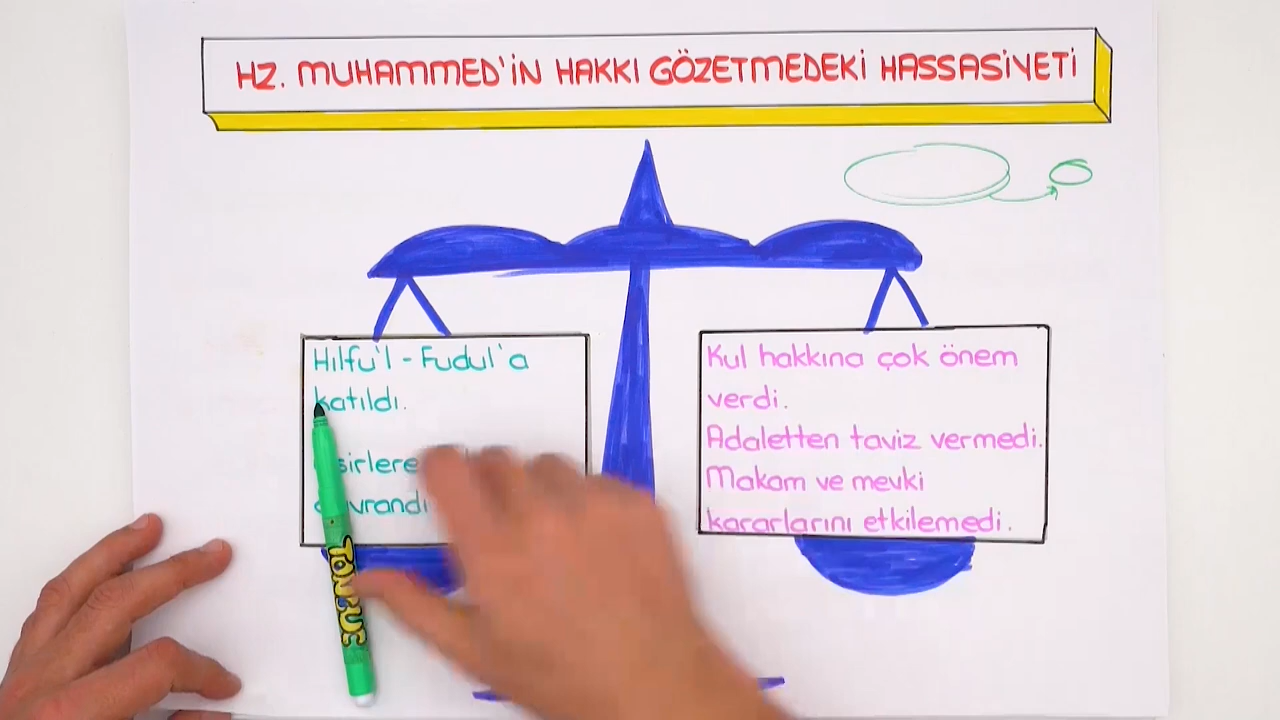 HZ. MUHAMMED'İN HAKKI GÖZETMEDEKİ HASSASİYETİ
Hılfu'l - Fudul'a
katıldı.
Kul hakkına çok önem
verdi.
Adaletten taviz vermedi.
Makam ve mevki
kararlarını etkilemedi.